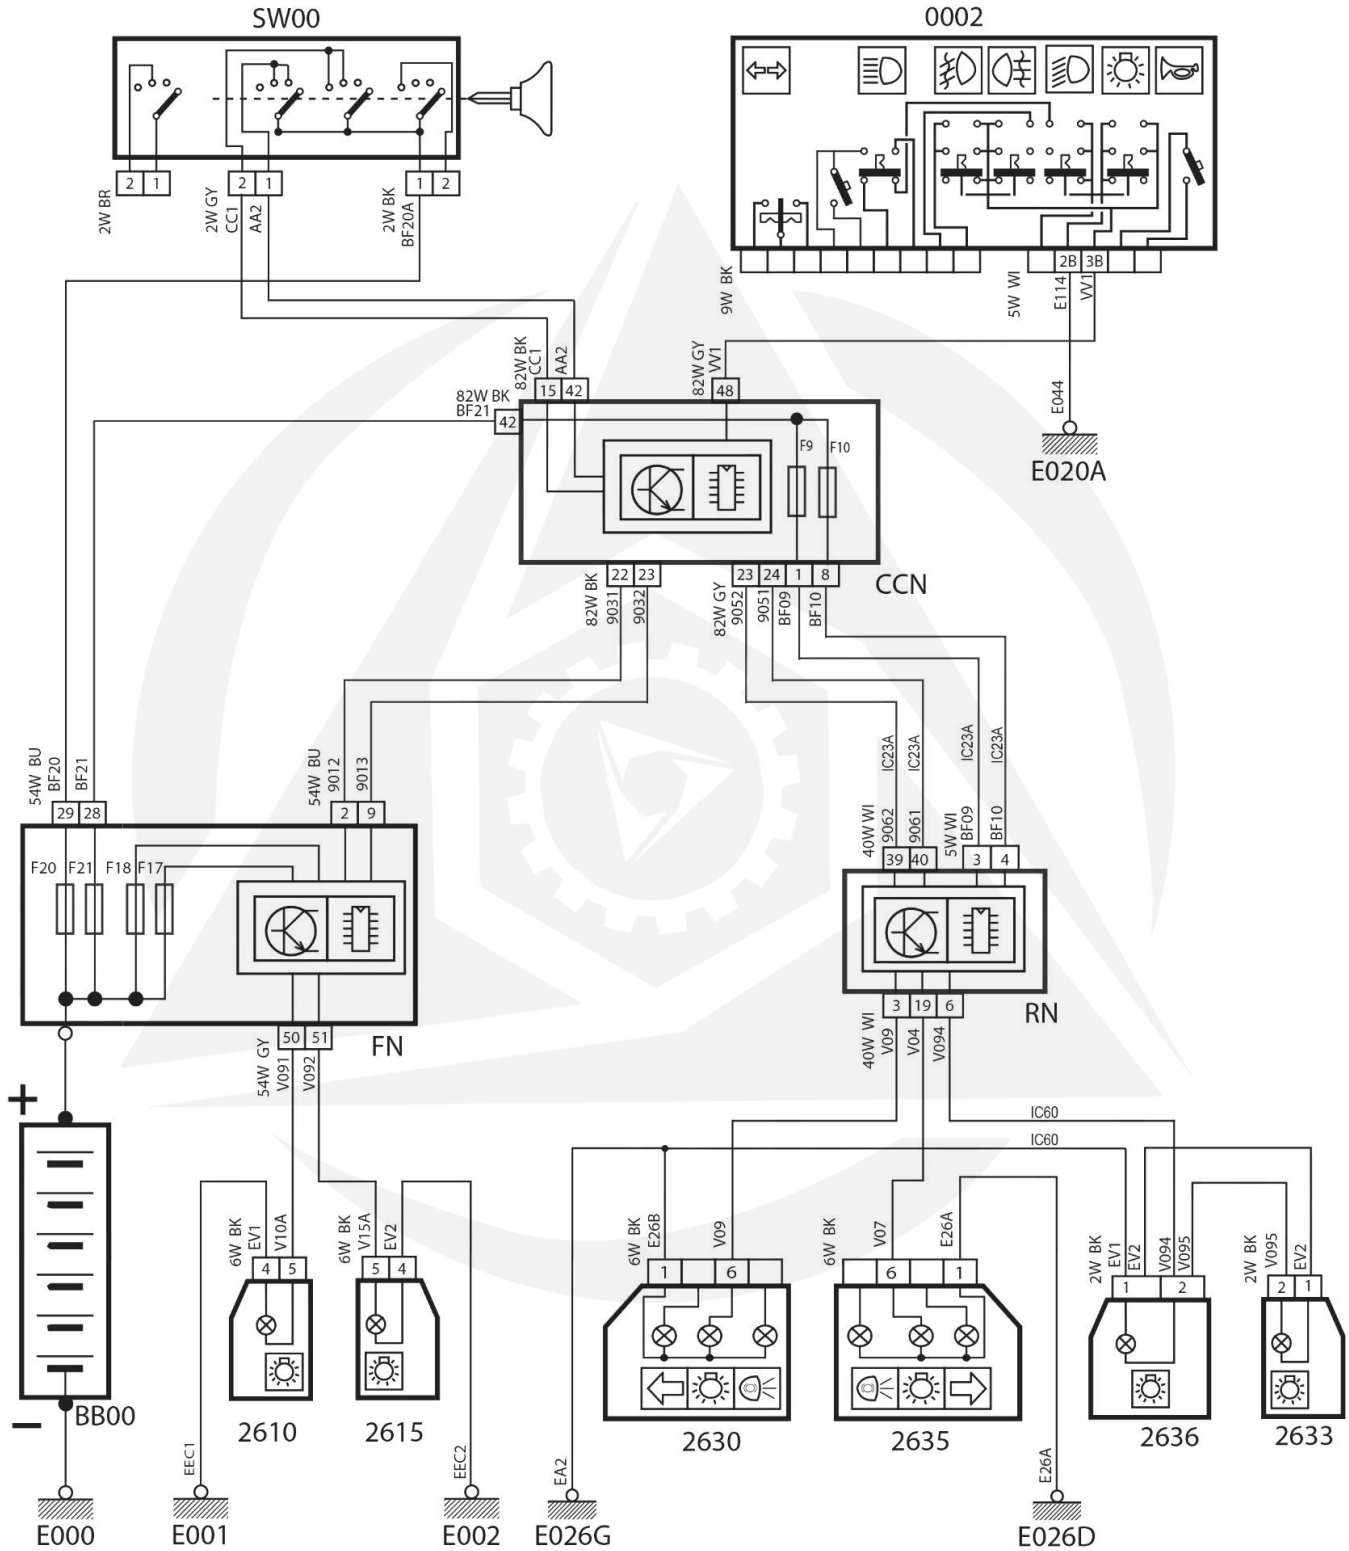 SW00
0002
2 1
2 1
1 2
2W BR
2W GY
CC1
AA2
2W BK
BF20A
2B 3B
9W BK
5W WI
E114
VV1
82W BK
CC1
AA2
82W GY
VV1
E044
82W BK
BF21
15 42
48
42
E020A
F9
F10
22 23
23 24 1 8
CCN
82W BK
9031
9032
82W GY
9052
9051
BF09
BF10
54W BU
BF20
BF21
54W BU
9012
9013
IC23A
IC23A
IC23A
IC23A
29 28
2 9
40W WI
9062
9061
5W WI
BF09
BF10
39 40
3 4
F20
F21
F18
F17
3 19 6
RN
50 51
FN
40W WI
V09
V04
V094
54W GY
V091
V092
+
IC60
IC60
6W BK
EV1
V10A
6W BK
V15A
EV2
6W BK
E26B
V09
6W BK
V07
E26A
2W BK
EV1
EV2
V094
V095
2W BK
V095
EV2
4 5
5 4
1 6
6 1
1 2
2 1
–
BB00
2610
2615
2630
2635
2636
2633
EEC1
EEC2
EA2
E26A
E000
E001
E002
E026G
E026D